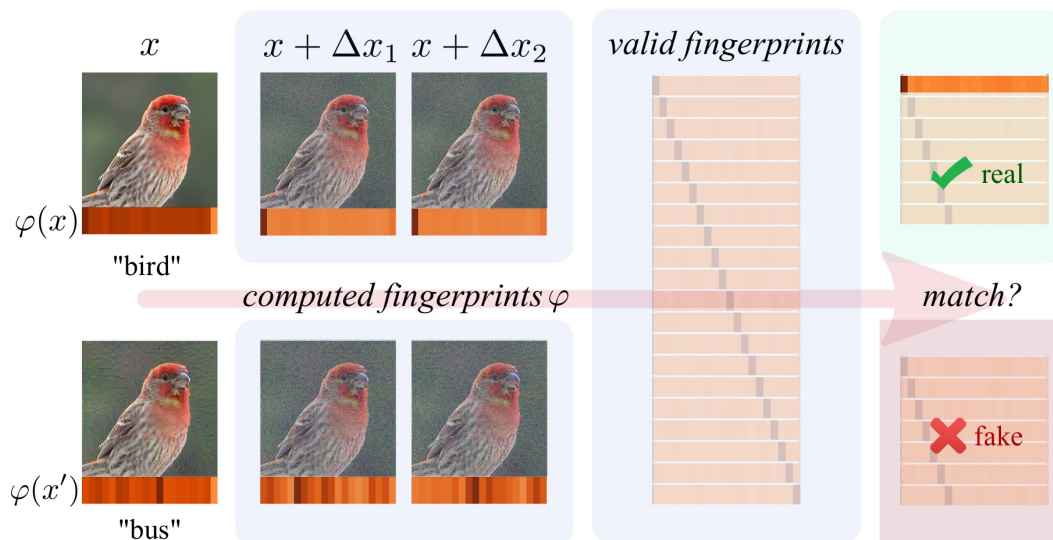 x
x + Δx₁ x + Δx₂
valid fingerprints
φ(x)
"bird"
real
computed fingerprints φ
match?
φ(x′)
"bus"
fake